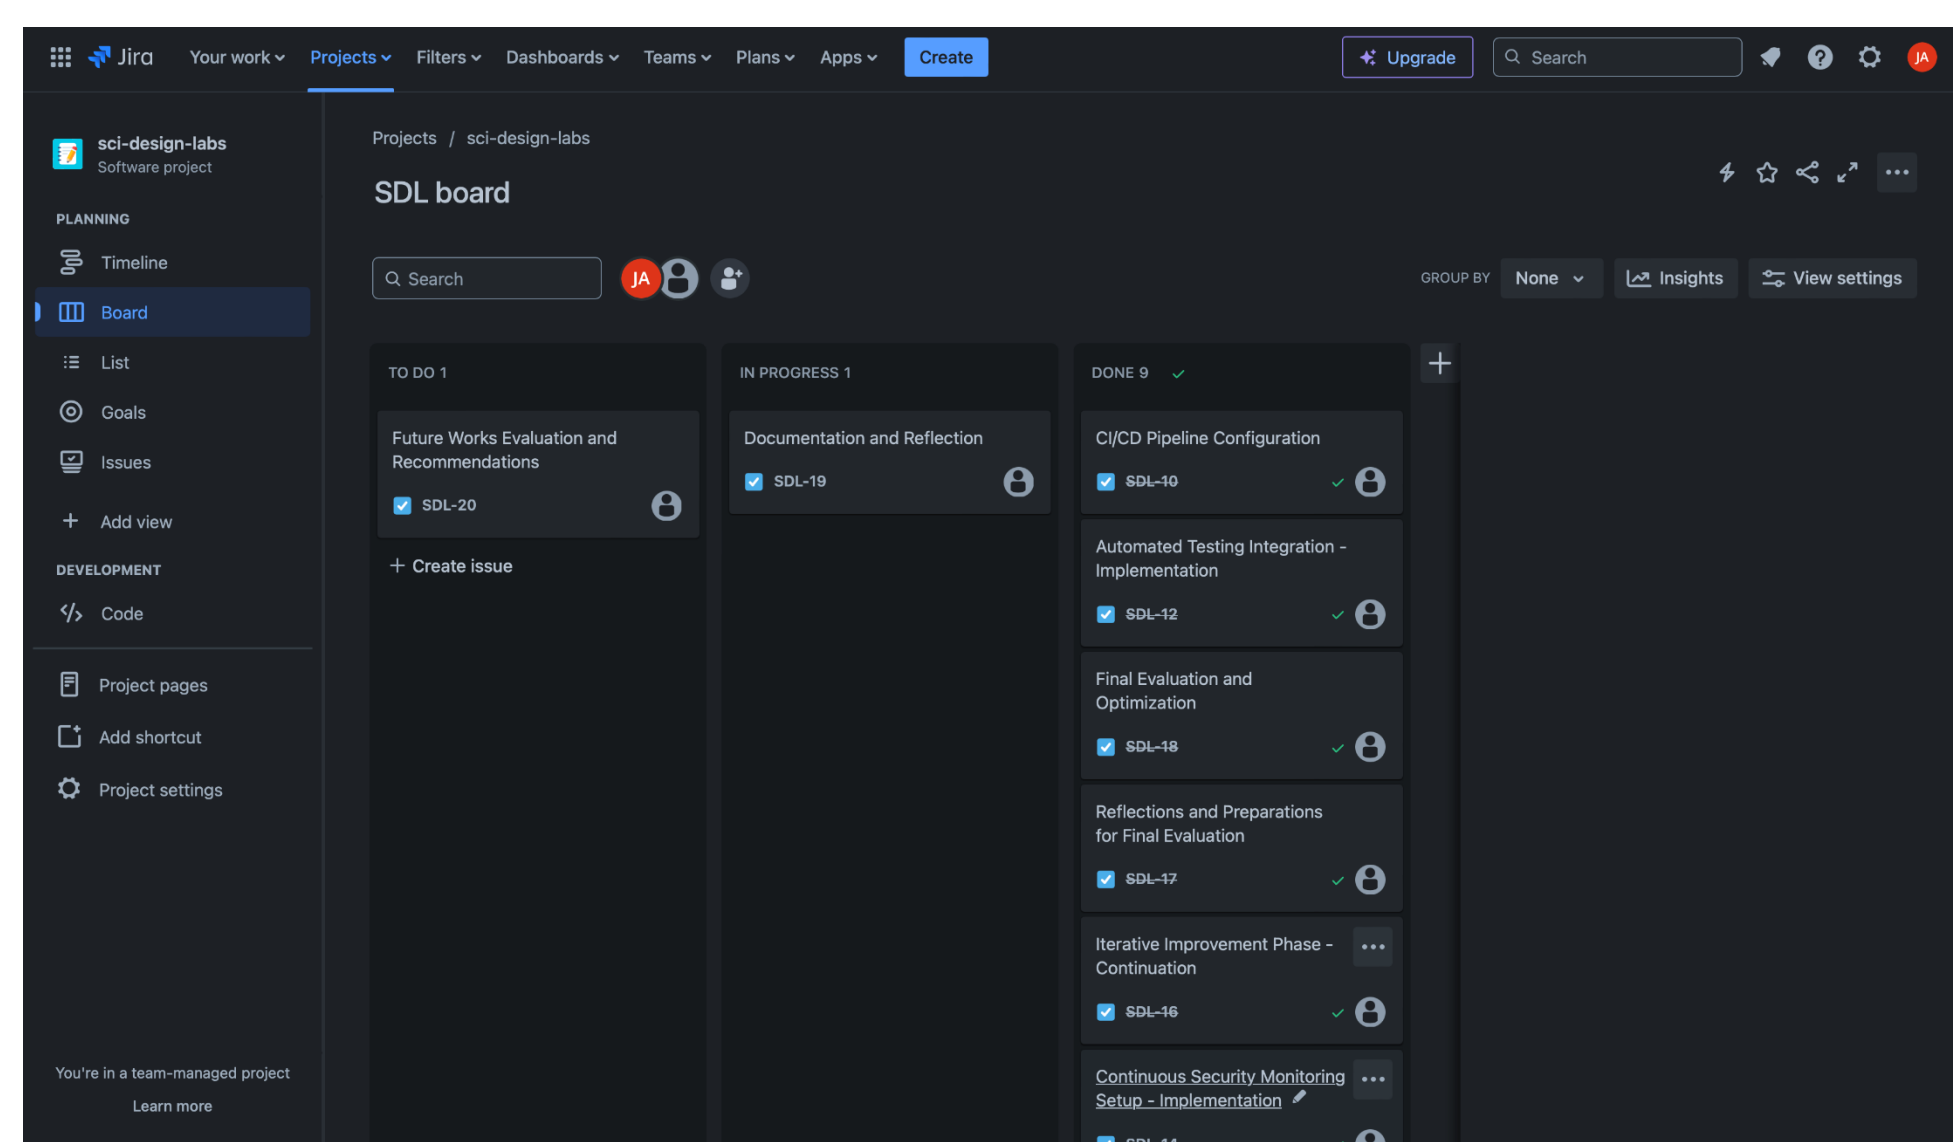 Jira
Your work
Projects
Filters
Dashboards
Teams
Plans
Apps
Create
Upgrade
Search
JA
sci-design-labs
Software project
PLANNING
Timeline
Board
List
Goals
Issues
Add view
DEVELOPMENT
Code
Project pages
Add shortcut
Project settings
You're in a team-managed project
Learn more
Projects / sci-design-labs
SDL board
Search
JA
GROUP BY
None
Insights
View settings
TO DO 1
Future Works Evaluation and
Recommendations
SDL-20
Create issue
IN PROGRESS 1
Documentation and Reflection
SDL-19
DONE 9
CI/CD Pipeline Configuration
SDL-10
Automated Testing Integration -
Implementation
SDL-12
Final Evaluation and
Optimization
SDL-18
Reflections and Preparations
for Final Evaluation
SDL-17
Iterative Improvement Phase -
Continuation
SDL-16
Continuous Security Monitoring
Setup - Implementation